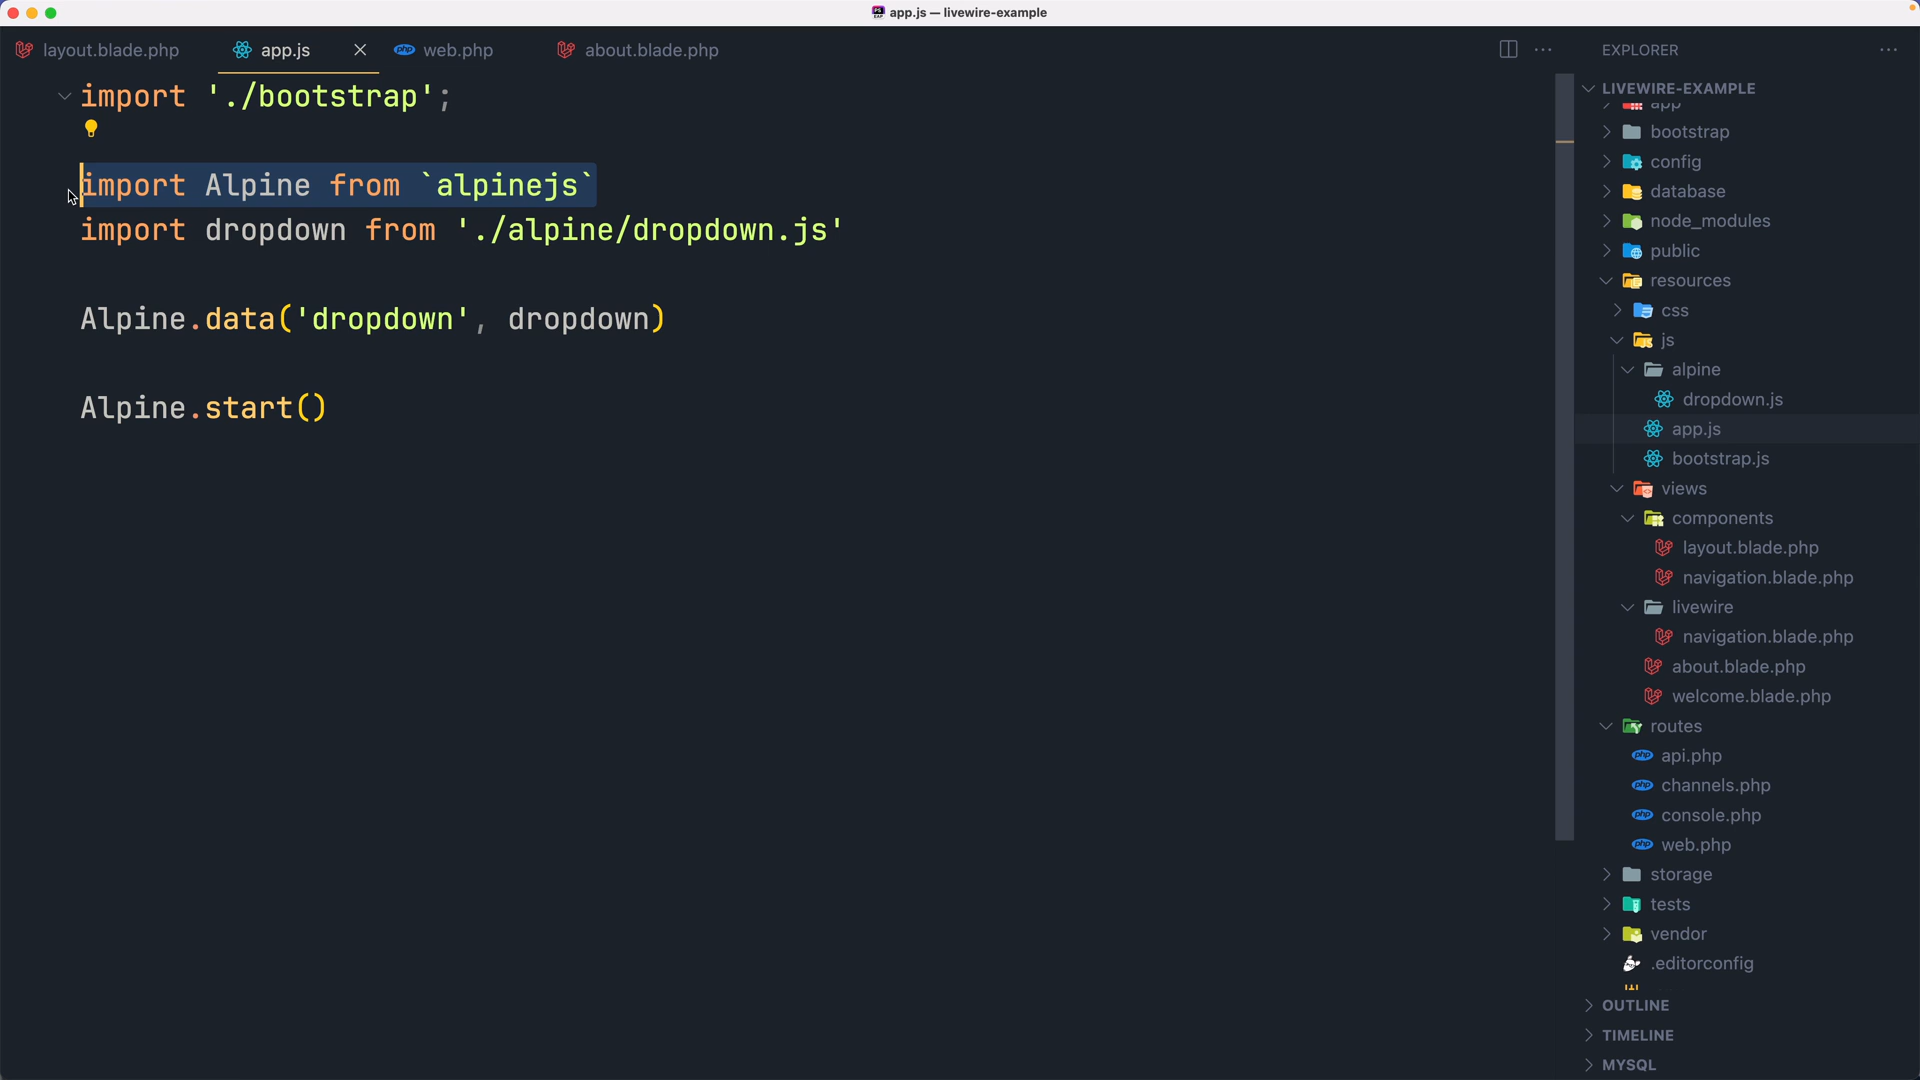 app.js — livewire-example
layout.blade.php
app.js
web.php
about.blade.php
import './bootstrap';
import Alpine from `alpinejs`
import dropdown from './alpine/dropdown.js'
Alpine.data('dropdown', dropdown)
Alpine.start()
EXPLORER
LIVEWIRE-EXAMPLE
app
bootstrap
config
database
node_modules
public
resources
css
js
alpine
dropdown.js
app.js
bootstrap.js
views
components
layout.blade.php
navigation.blade.php
livewire
navigation.blade.php
about.blade.php
welcome.blade.php
routes
api.php
channels.php
console.php
web.php
storage
tests
vendor
.editorconfig
OUTLINE
TIMELINE
MYSQL